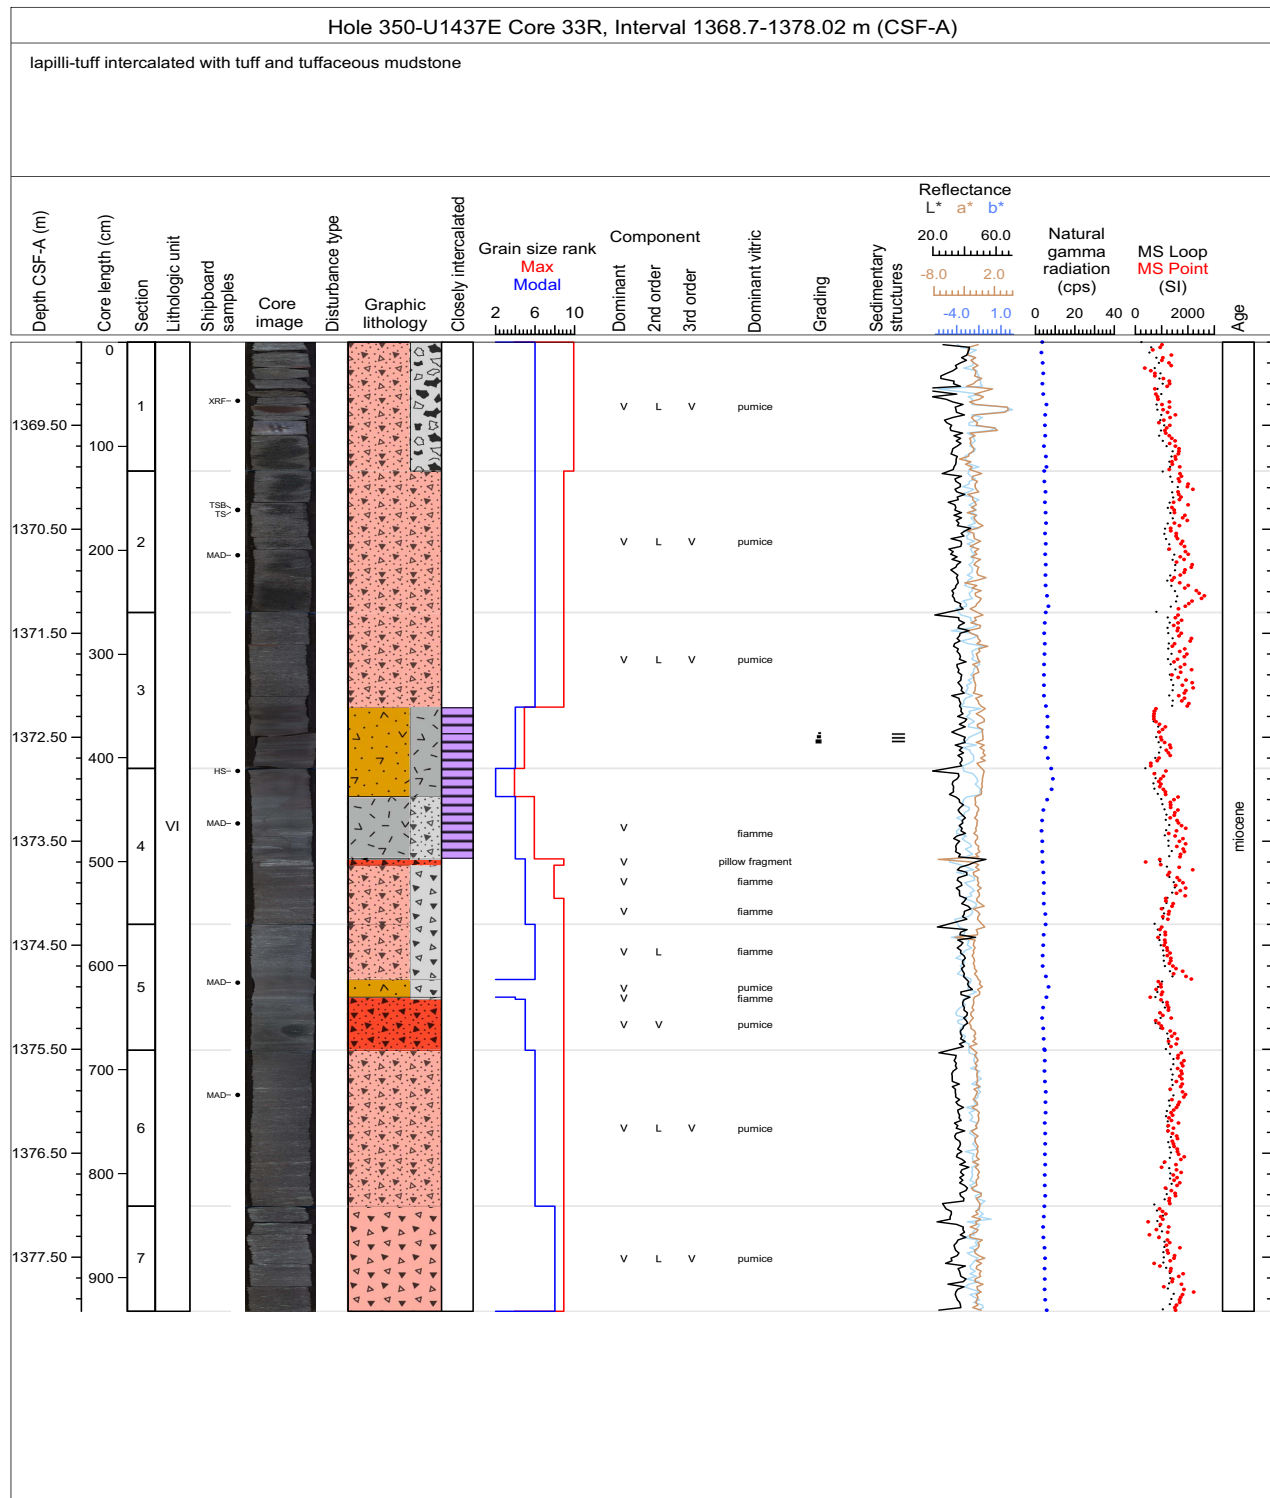 Hole 350-U1437E Core 33R, Interval 1368.7-1378.02 m (CSF-A)
lapilli-tuff intercalated with tuff and tuffaceous mudstone
Depth CSF-A (m)
Core length (cm)
Section
Lithologic unit
Shipboard samples
Core image
Disturbance type
Graphic lithology
Closely intercalated
Grain size rank
Max
Modal
2 6 10
Component
Dominant
2nd order
3rd order
Dominant vitric
Grading
Sedimentary structures
Reflectance
L* a* b*
20.0 60.0
-8.0 2.0
-4.0 1.0
Natural gamma radiation (cps)
0 20 40
MS Loop
MS Point
(SI)
0 2000
Age
0
1 XRF V L V pumice
1369.50
100
TSB
TS
1370.50
200 2 MAD V L V pumice
1371.50
300 V L V pumice
3
1372.50
400
HS
VI MAD V fiamme
1373.50 miocene
4
500 V pillow fragment
V fiamme
V fiamme
1374.50
V L fiamme
600
5 MAD V pumice
V fiamme
V V pumice
1375.50
700
MAD
6 V L V pumice
1376.50
800
1377.50 7 V L V pumice
900